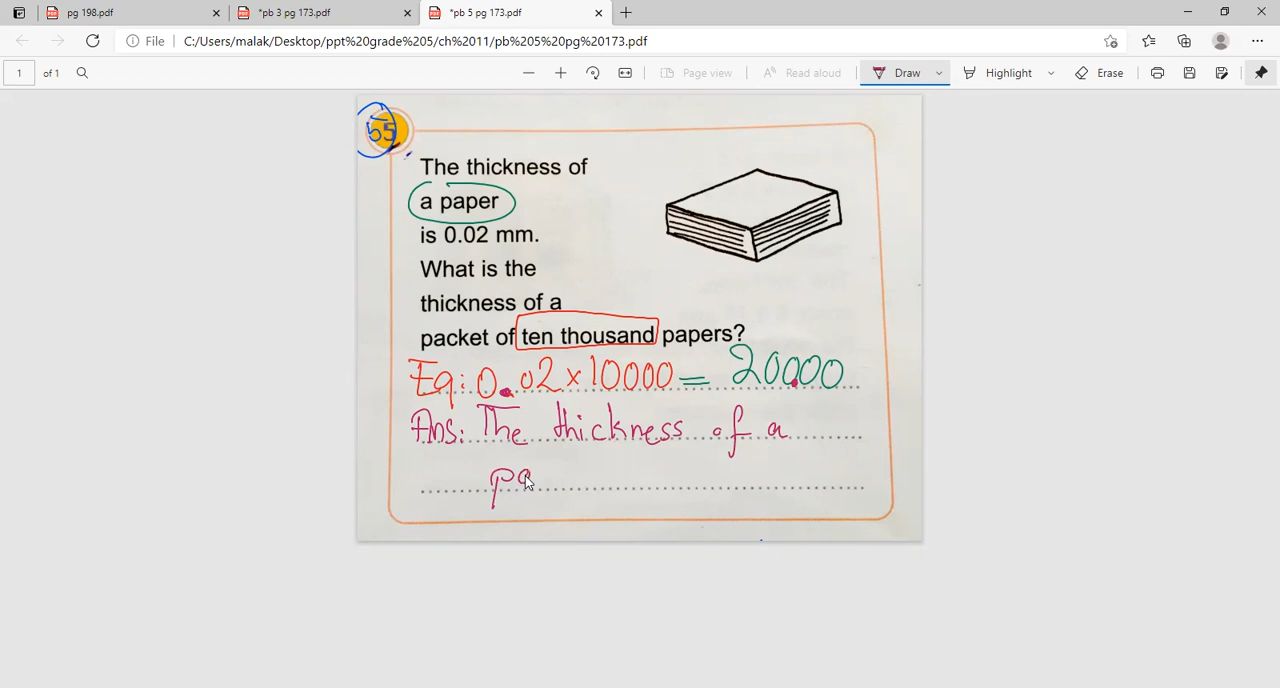 pg 198.pdf
*pb 3 pg 173.pdf
*pb 5 pg 173.pdf
File C:/Users/malak/Desktop/ppt%20grade%205/ch%2011/pb%205%20pg%20173.pdf
1 of 1
Page view
Read aloud
Draw
Highlight
Erase
The thickness of
a paper
is 0.02 mm.
What is the
thickness of a
packet of ten thousand papers?
Eq: 0.02 × 10000 = 200.00
Ans: The thickness of a
pa